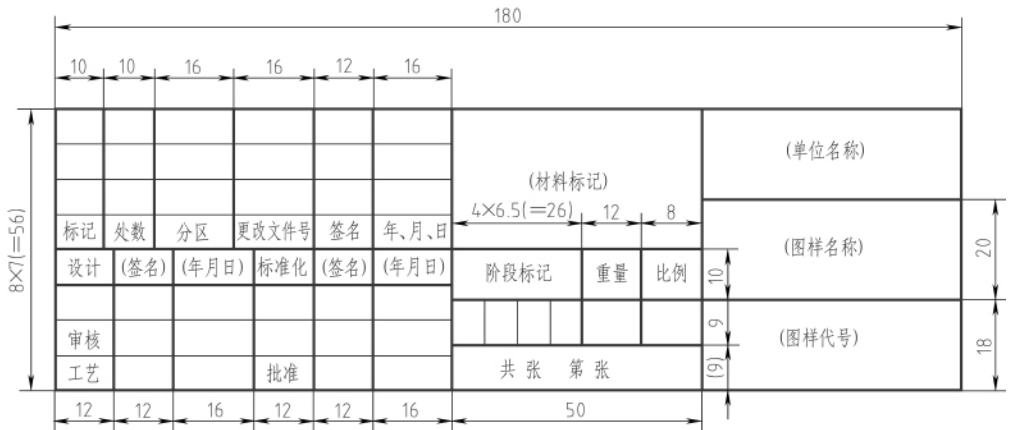 180
10 10 16 16 12 16
(单位名称)
(材料标记)
4×6.5(=26) 12 8
标记 处数 分区 更改文件号 签名 年、月、日
8×7(=56)
设计 (签名) (年月日) 标准化 (签名) (年月日)
阶段标记 重量 比例
10
(图样名称)
20
9
审核
(图样代号)
18
工艺 批准
共 张 第 张
(9)
12 12 16 12 12 16 50